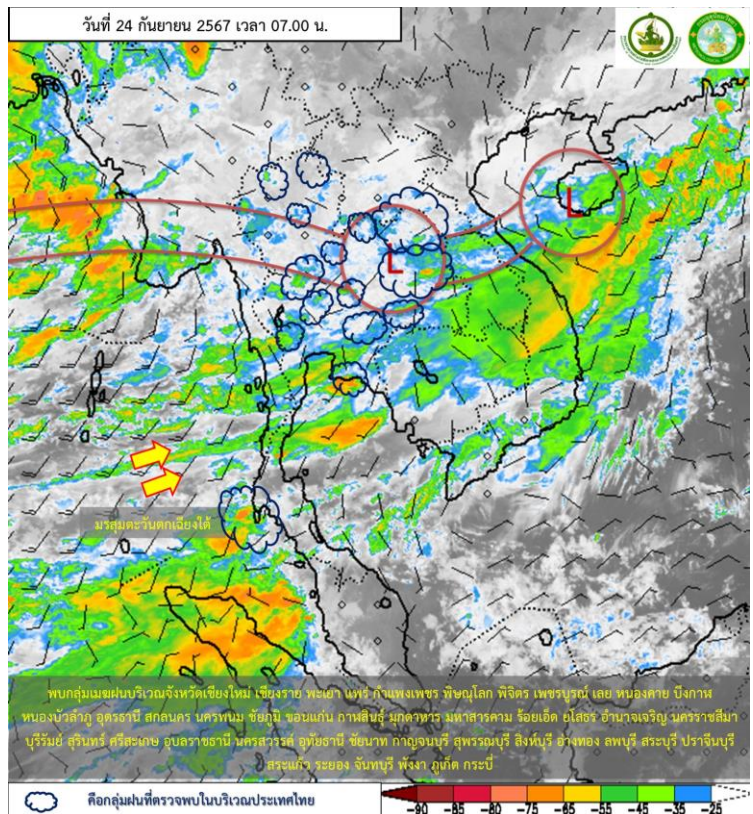 วันที่ 24 กันยายน 2567 เวลา 07.00 น.
L
L
มรสุมตะวันตกเฉียงใต้
พบกลุ่มเมฆฝนบริเวณจังหวัดเชียงใหม่ เชียงราย พะเยา แพร่ กำแพงเพชร พิษณุโลก พิจิตร เพชรบูรณ์ เลย หนองคาย บึงกาฬ
หนองบัวลำภู อุดรธานี สกลนคร นครพนม ชัยภูมิ ขอนแก่น กาฬสินธุ์ มุกดาหาร มหาสารคาม ร้อยเอ็ด ยโสธร อำนาจเจริญ นครราชสีมา
บุรีรัมย์ สุรินทร์ ศรีสะเกษ อุบลราชธานี นครสวรรค์ อุทัยธานี ชัยนาท กาญจนบุรี สุพรรณบุรี สิงห์บุรี อ่างทอง ลพบุรี สระบุรี ปราจีนบุรี
สระแก้ว ระยอง จันทบุรี พังงา ภูเก็ต กระบี่
คือกลุ่มฝนที่ตรวจพบในบริเวณประเทศไทย
-90 -85 -80 -75 -65 -55 -45 -35 -25